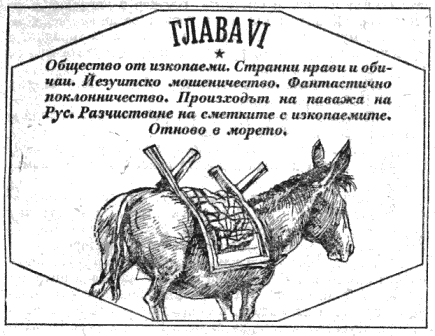 ГЛАВА VI
Общество от изкопаеми. Странни нрави и оби-
чаи. Йезуитско мошеничество. Фантастично
поклонничество. Произходът на паважа на
Рус. Разчистване на сметките с изкопаемите.
Отново в морето.